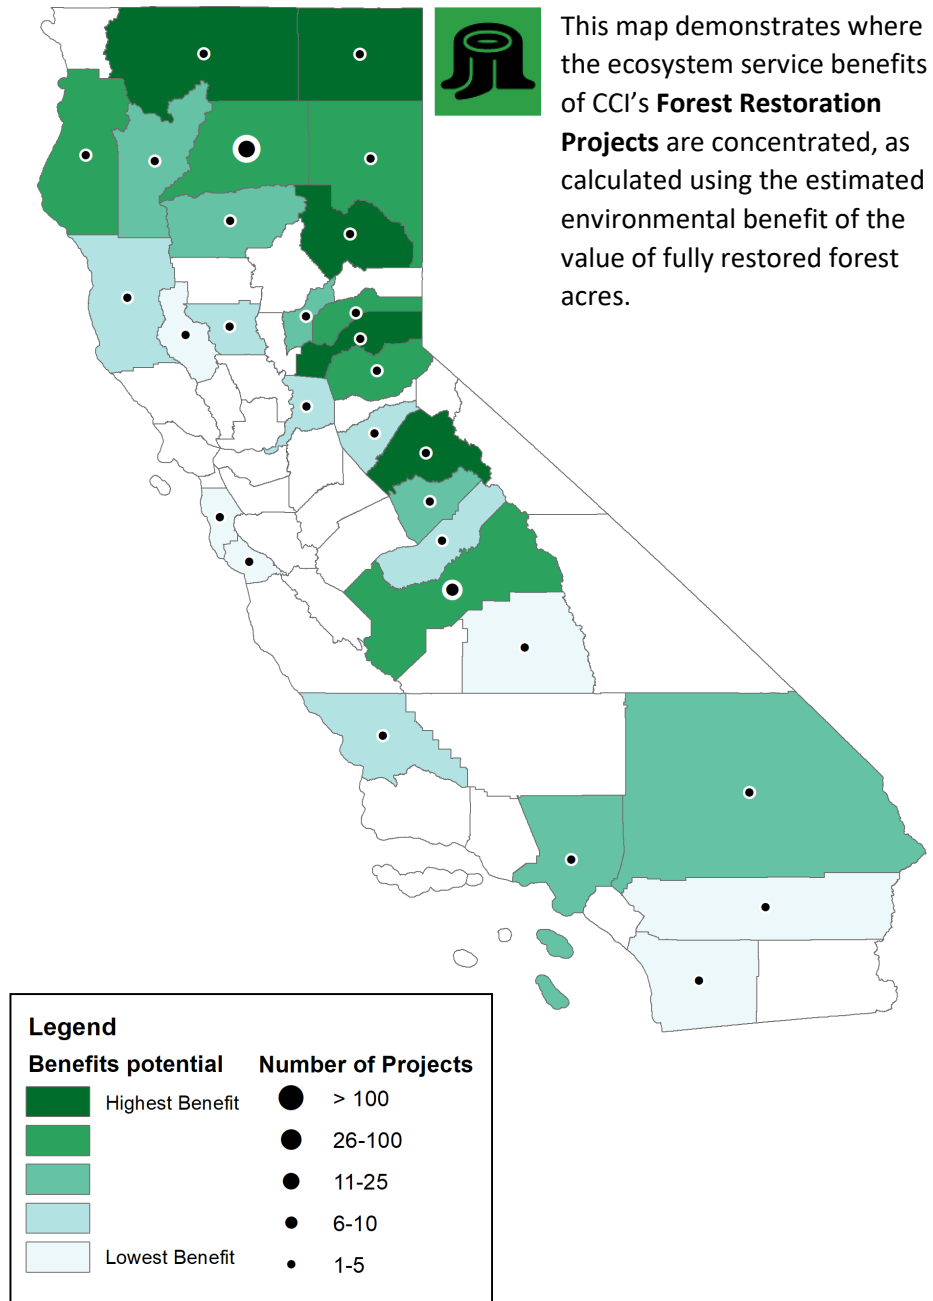 This map demonstrates where
the ecosystem service benefits
of CCI’s Forest Restoration
Projects are concentrated, as
calculated using the estimated
environmental benefit of the
value of fully restored forest
acres.
Legend
Benefits potential
Highest Benefit
Lowest Benefit
Number of Projects
> 100
26-100
11-25
6-10
1-5